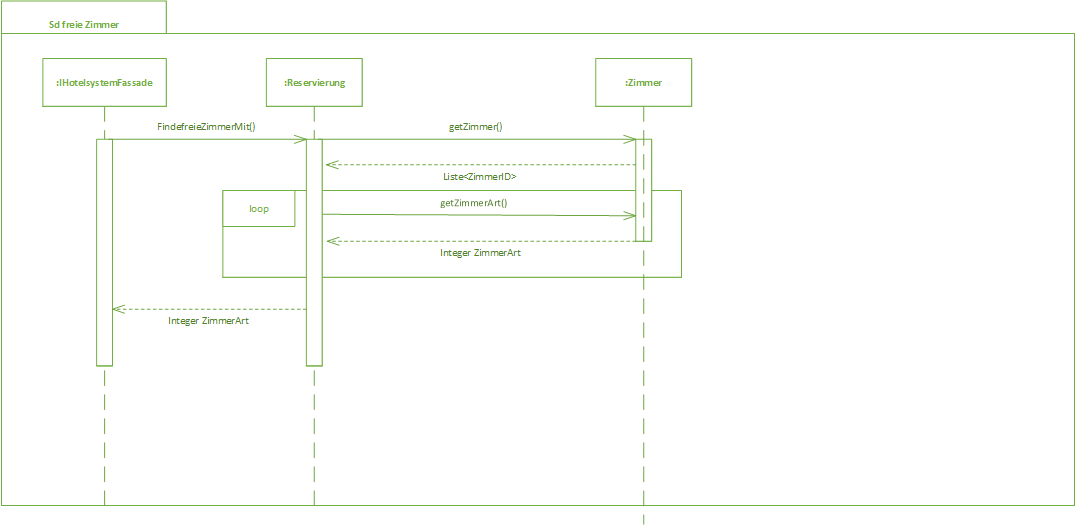 Sd freie Zimmer
:IHotelsystemFassade
:Reservierung
:Zimmer
FindefreieZimmerMit()
getZimmer()
Liste<ZimmerID>
loop
getZimmerArt()
Integer ZimmerArt
Integer ZimmerArt